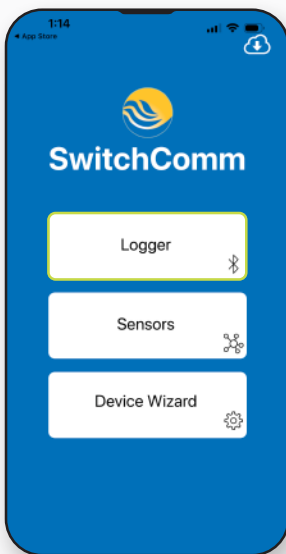 1:14
◀ App Store
SwitchComm
Logger
Sensors
Device Wizard